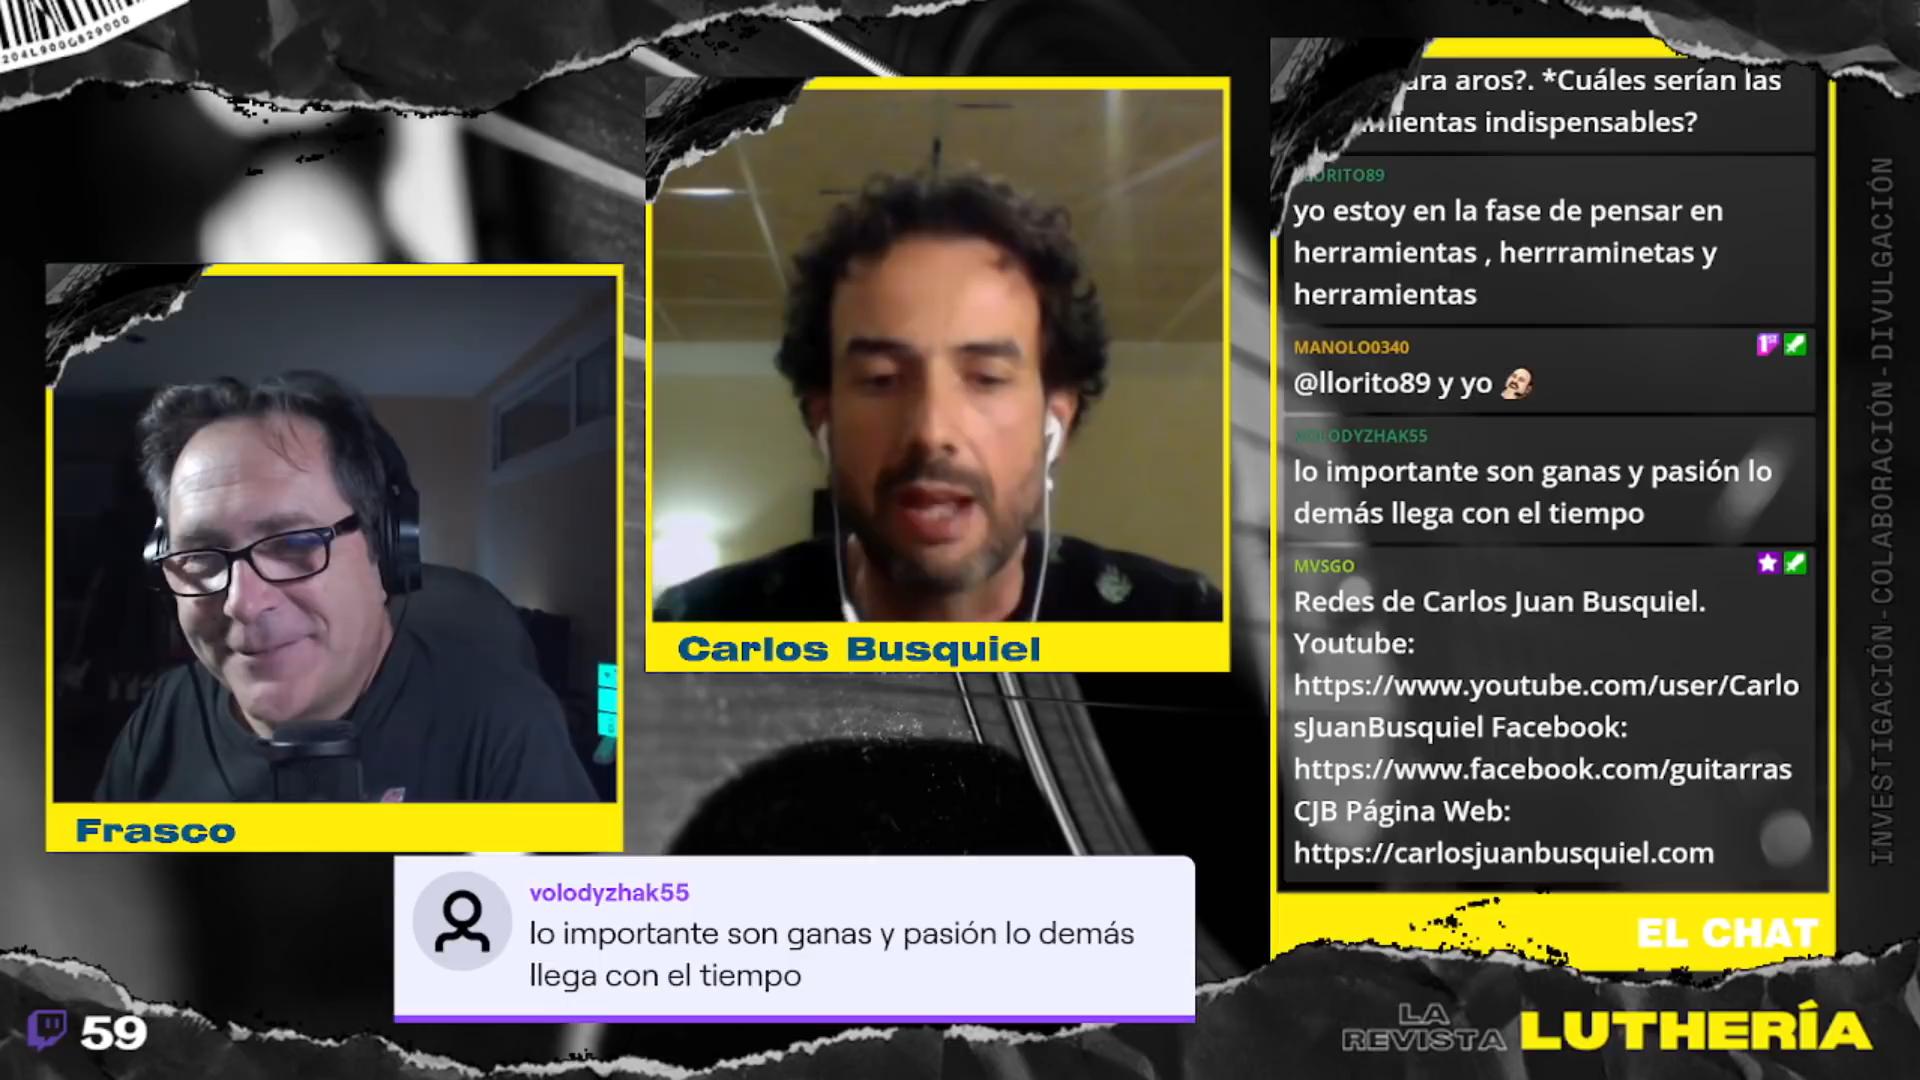 204L900G829000
Frasco
Carlos Busquiel
ara aros?. *Cuáles serían las
mientas indispensables?
LLORITO89
yo estoy en la fase de pensar en
herramientas , herrraminetas y
herramientas
MANOLO0340
@llorito89 y yo
VOLODYZHAK55
lo importante son ganas y pasión lo
demás llega con el tiempo
MVSGO
Redes de Carlos Juan Busquiel.
Youtube:
https://www.youtube.com/user/Carlo
sJuanBusquiel Facebook:
https://www.facebook.com/guitarras
CJB Página Web:
https://carlosjuanbusquiel.com
EL CHAT
INVESTIGACIÓN-COLABORACIÓN-DIVULGACIÓN
volodyzhak55
lo importante son ganas y pasión lo demás
llega con el tiempo
59
LA
REVISTA
LUTHERÍA